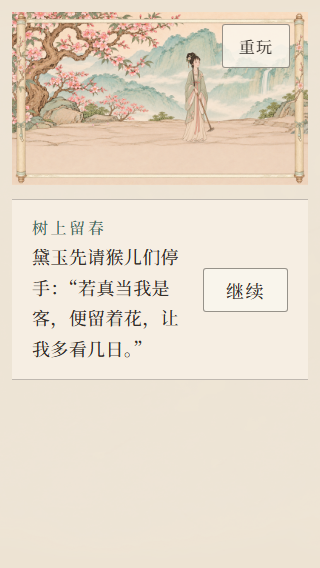 重玩
树上留春
黛玉先请猴儿们停
手：“若真当我是
客，便留着花，让
我多看几日。”
继续